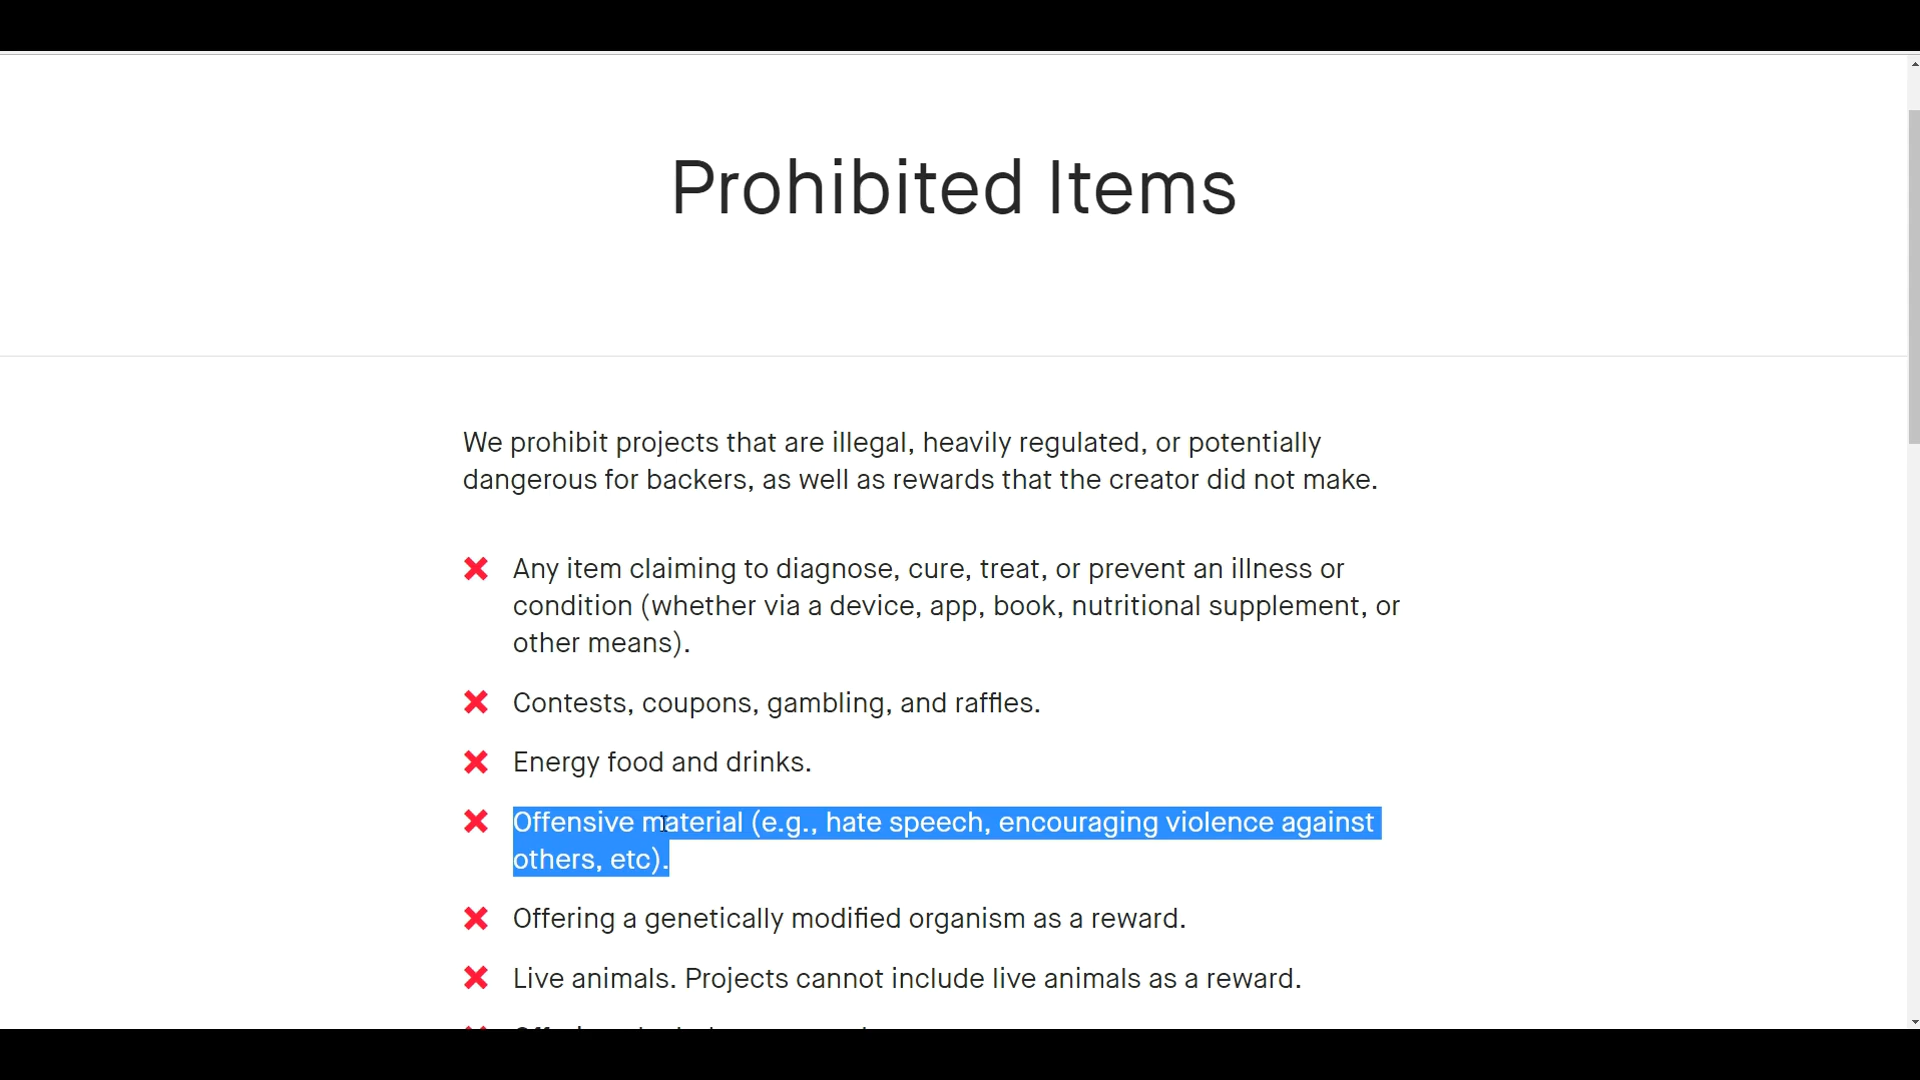 Prohibited Items
We prohibit projects that are illegal, heavily regulated, or potentially
dangerous for backers, as well as rewards that the creator did not make.
Any item claiming to diagnose, cure, treat, or prevent an illness or
condition (whether via a device, app, book, nutritional supplement, or
other means).
Contests, coupons, gambling, and raffles.
Energy food and drinks.
Offensive material (e.g., hate speech, encouraging violence against
others, etc).
Offering a genetically modified organism as a reward.
Live animals. Projects cannot include live animals as a reward.